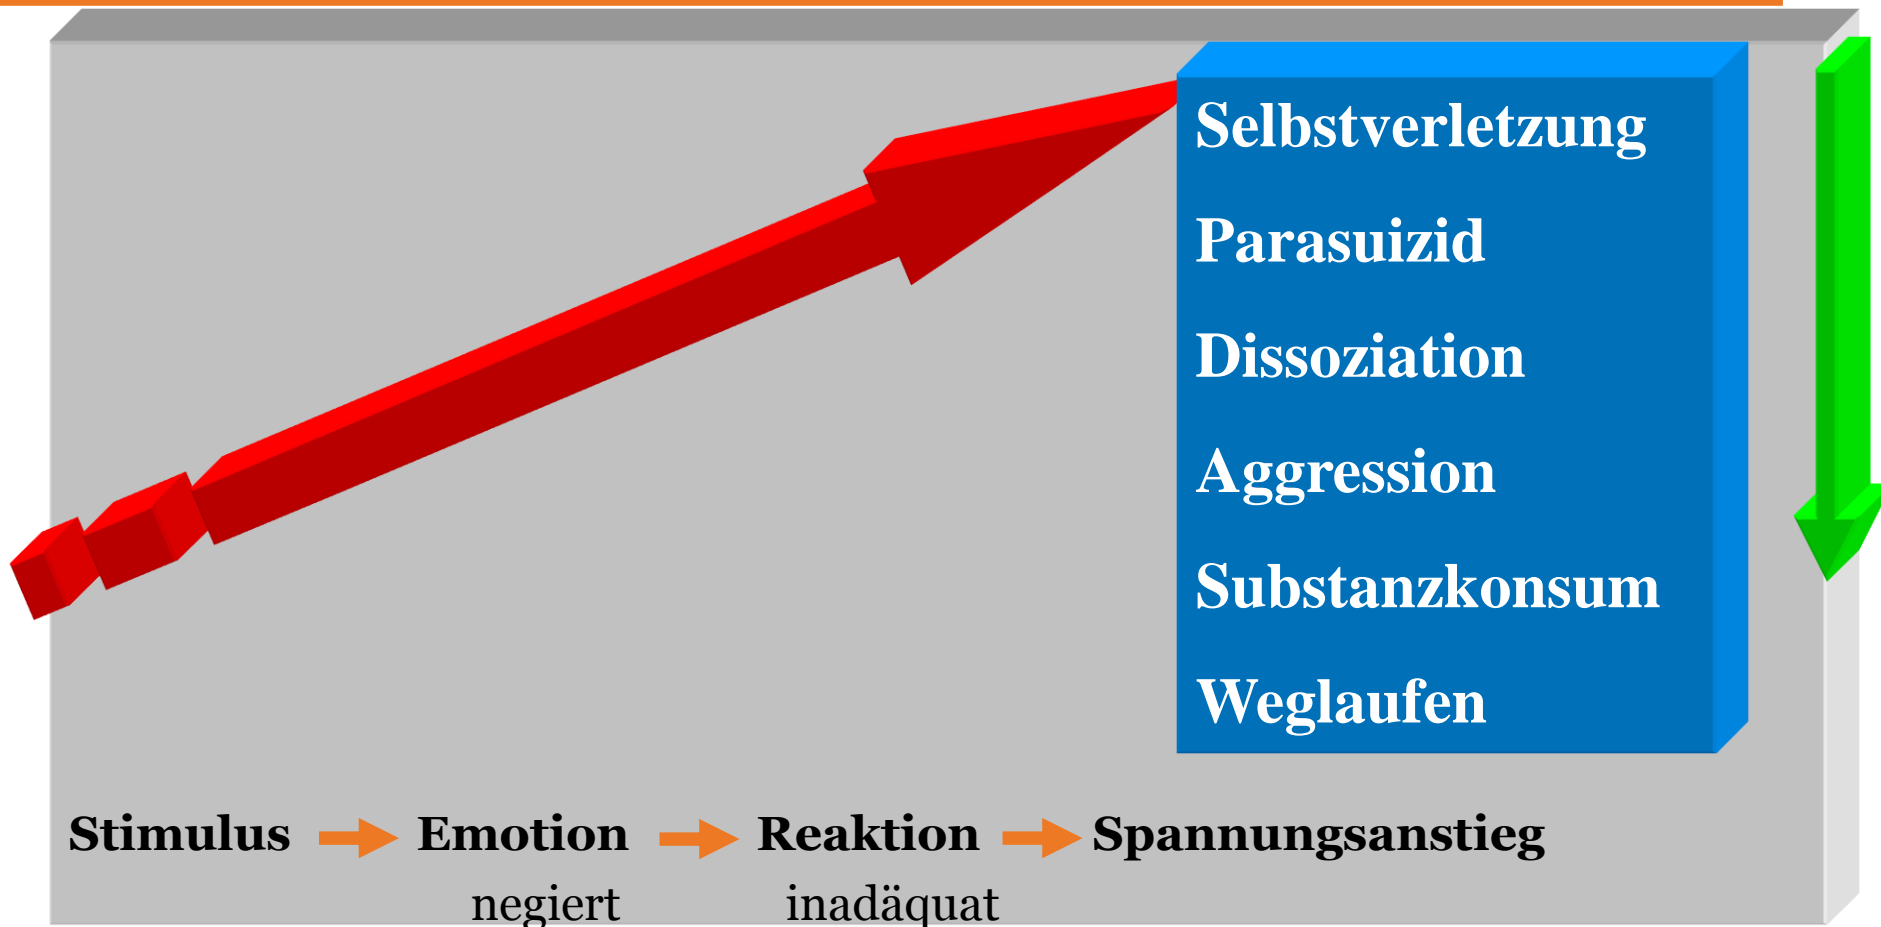 Selbstverletzung
Parasuizid
Dissoziation
Aggression
Substanzkonsum
Weglaufen
Stimulus Emotion Reaktion Spannungsanstieg
negiert inadäquat